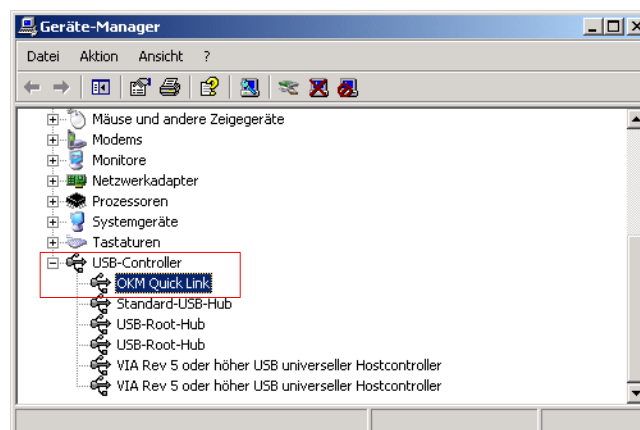 Geräte-Manager
Datei Aktion Ansicht ?
Mäuse und andere Zeigegeräte
Modems
Monitore
Netzwerkadapter
Prozessoren
Systemgeräte
Tastaturen
USB-Controller
OKM Quick Link
Standard-USB-Hub
USB-Root-Hub
USB-Root-Hub
VIA Rev 5 oder höher USB universeller Hostcontroller
VIA Rev 5 oder höher USB universeller Hostcontroller